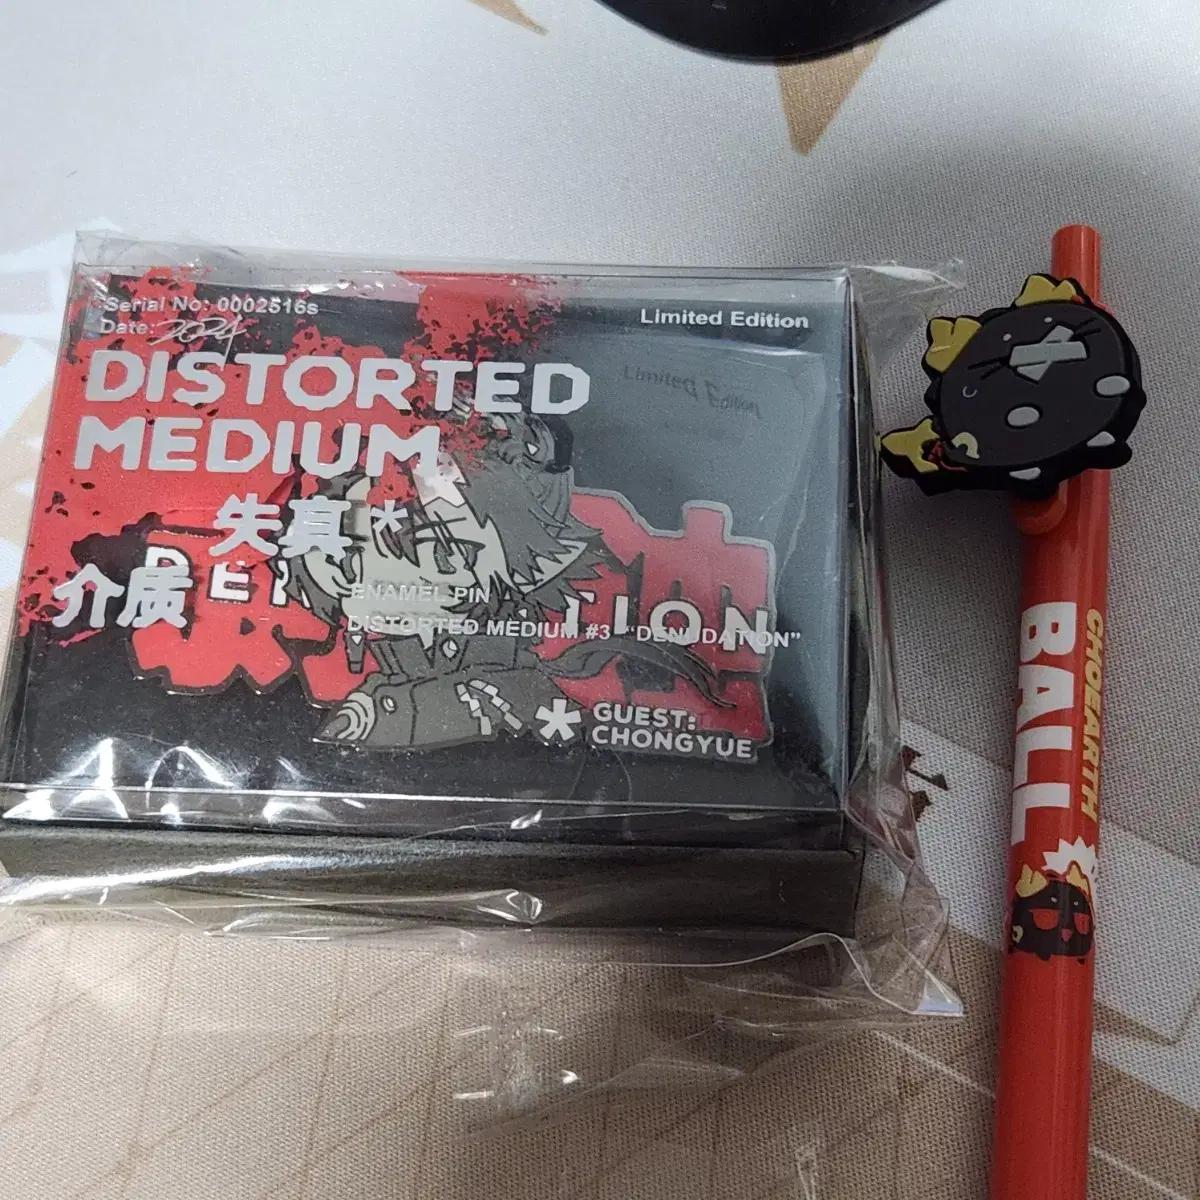 Serial No: 0002516s
Date: 2024
Limited Edition
DISTORTED
MEDIUM
失真*
介质
ENAMEL PIN
DISTORTED MEDIUM #3 "DENUDATION"
* GUEST:
CHONGYUE
Limited Edition
TION
CHOEARTH
BALL